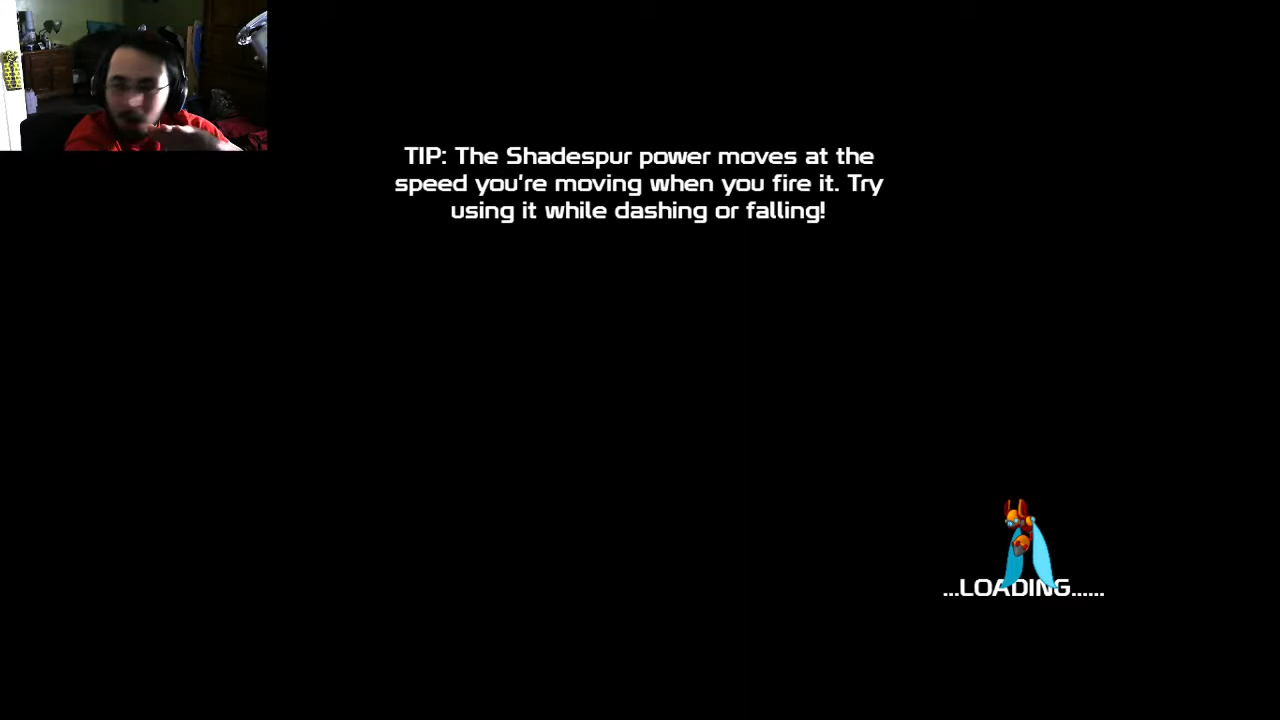 TIP: The Shadespur power moves at the
speed you're moving when you fire it. Try
using it while dashing or falling!
...LOADING......